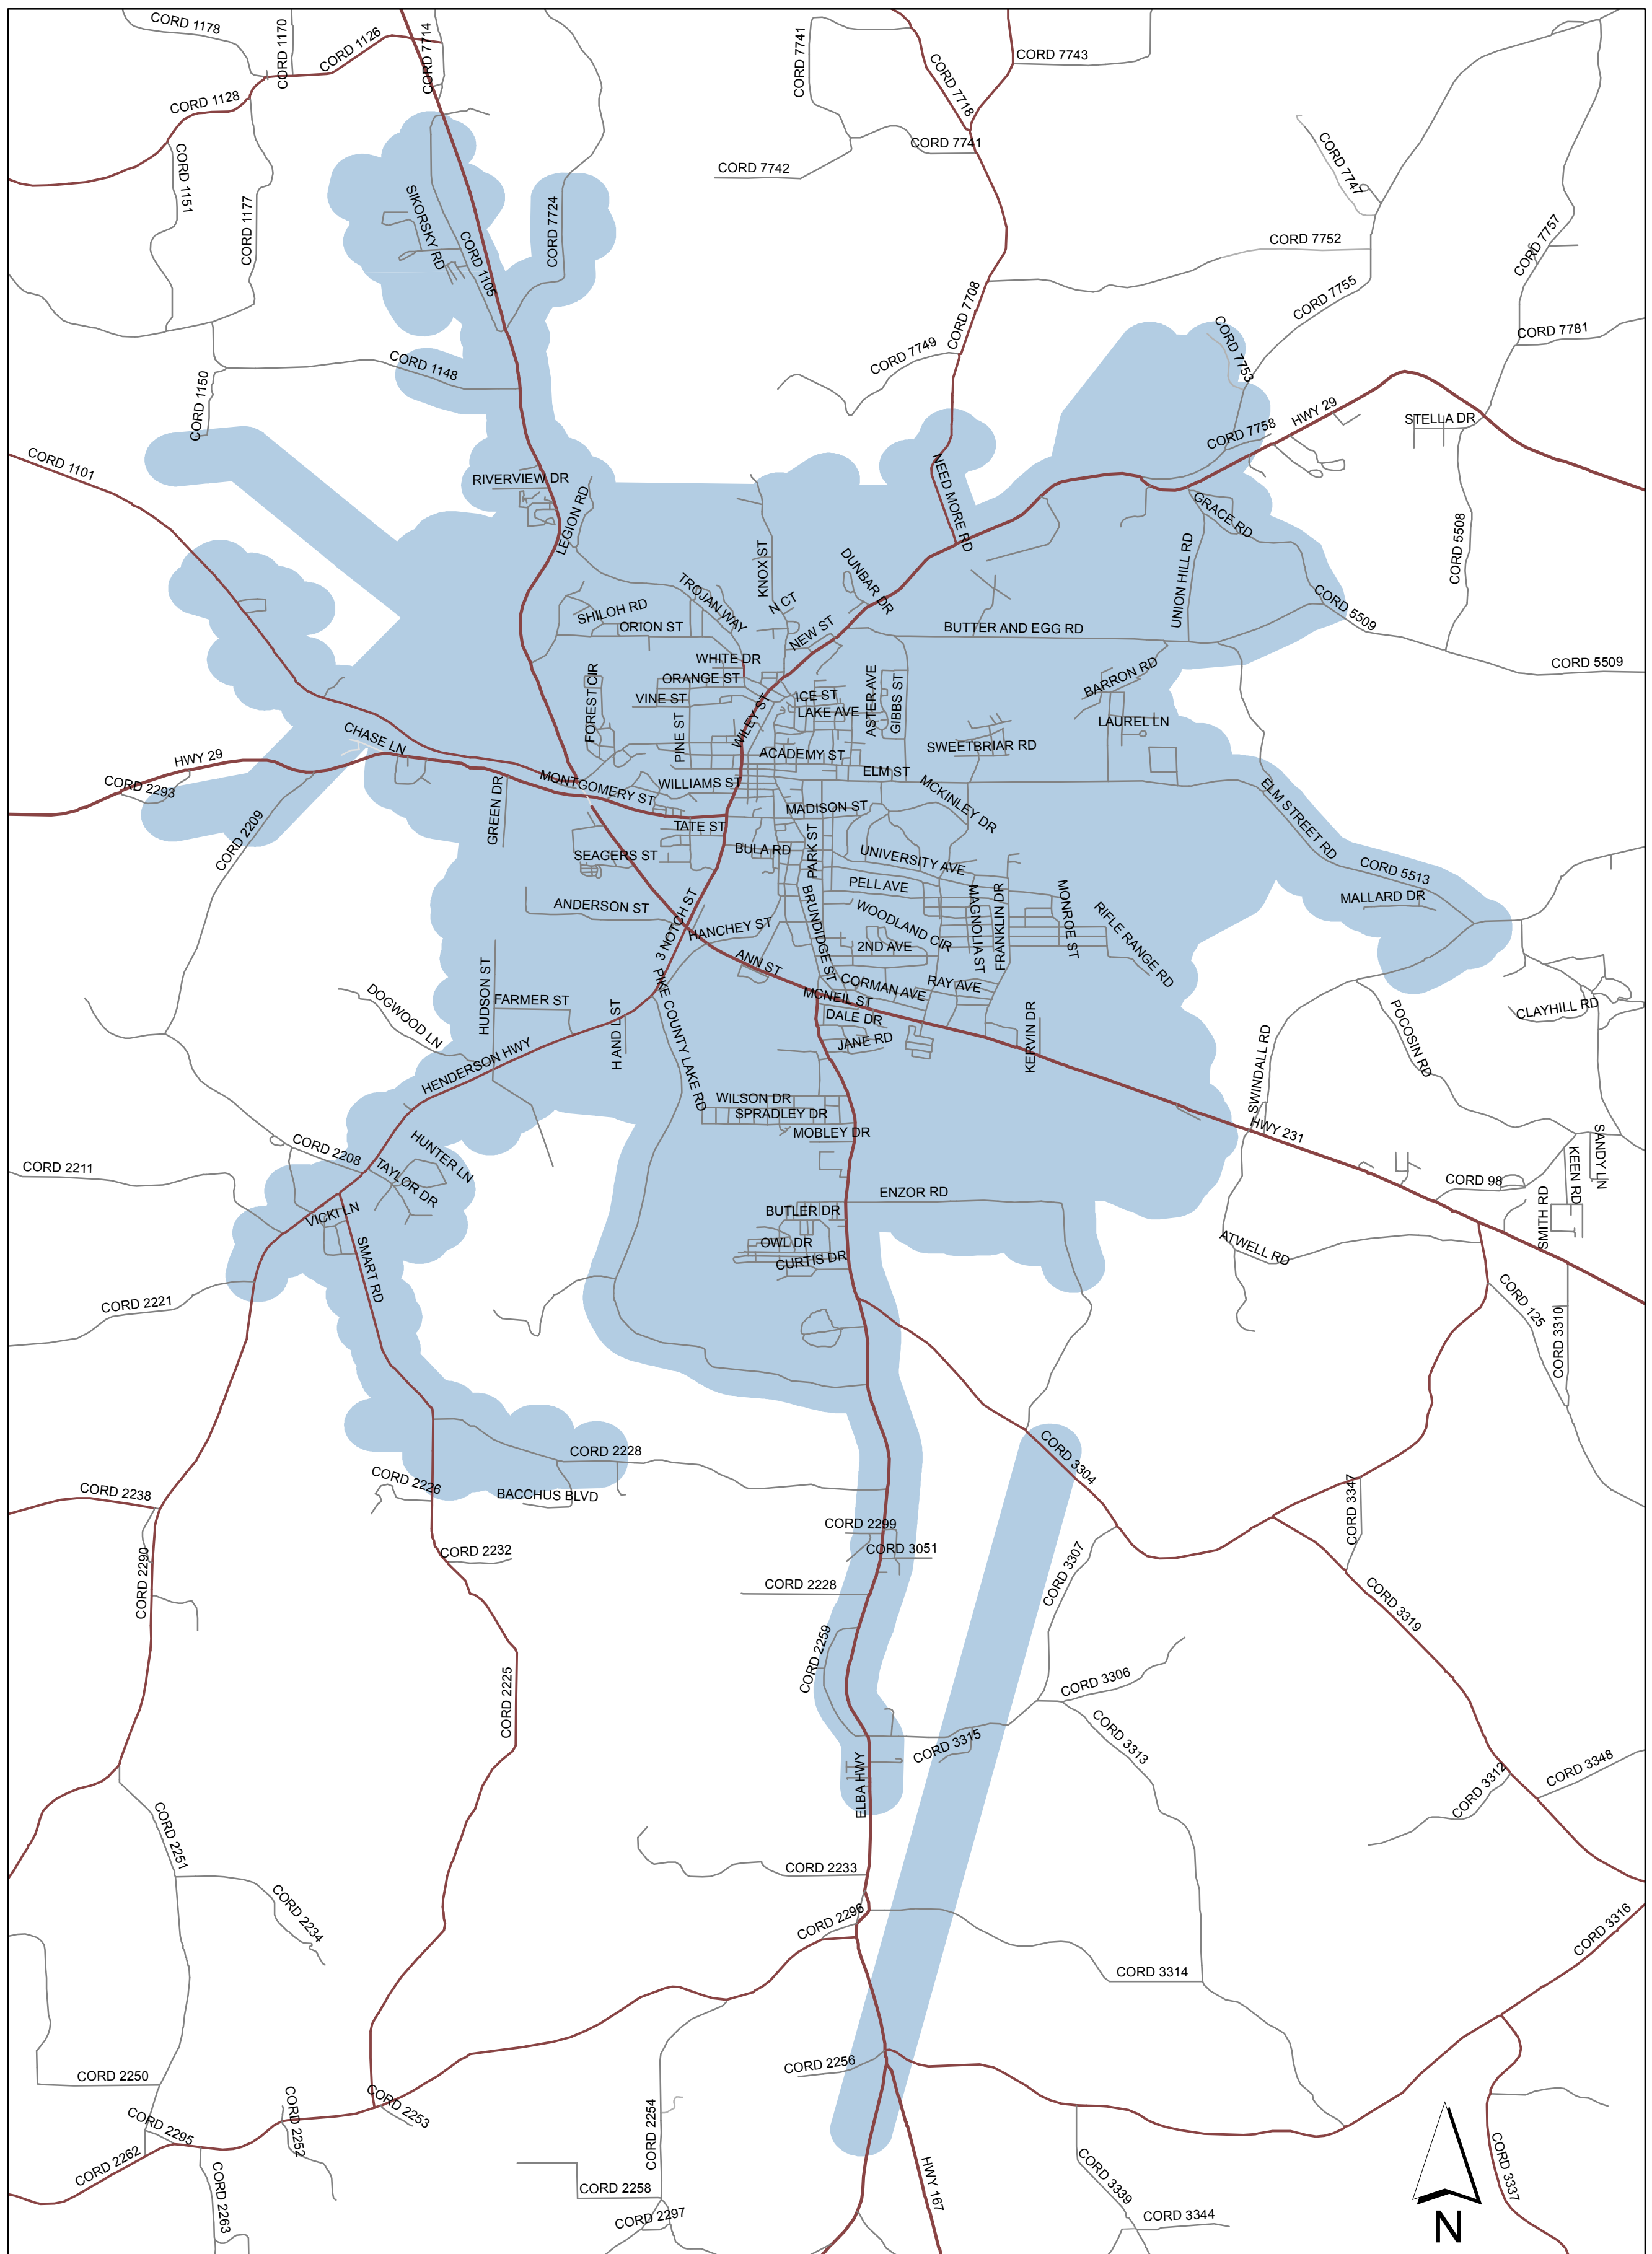 CORD 1178
CORD 1170
CORD 1126
CORD 7714
CORD 7741
CORD 7743
CORD 7718
CORD 1128
CORD 7741
CORD 7742
CORD 7747
CORD 1151
CORD 1177
SIKORSKY RD
CORD 7724
CORD 1105
CORD 7752
CORD 7757
CORD 7755
CORD 7708
CORD 7781
CORD 7749
CORD 7753
CORD 1148
CORD 1150
HWY 29
STELLA DR
CORD 7758
CORD 1101
RIVERVIEW DR
NEED MORE RD
LEGION RD
GRACE RD
CORD 5508
KNOX ST
UNION HILL RD
DUNBAR DR
TROJAN WAY
N CT
SHILOH RD
ORION ST
NEW ST
BUTTER AND EGG RD
CORD 5509
CORD 5509
WHITE DR
ORANGE ST
BARRON RD
FOREST CIR
VINE ST
ICE ST
LAKE AVE
ASTER AVE
GIBBS ST
WILEY ST
PINE ST
LAUREL LN
CHASE LN
HWY 29
ACADEMY ST
SWEETBRIAR RD
ELM ST
CORD 2293
MONTGOMERY ST
WILLIAMS ST
MCKINLEY DR
ELM STREET RD
GREEN DR
MADISON ST
TATE ST
CORD 2209
SEAGERS ST
BULA RD
PARK ST
UNIVERSITY AVE
CORD 5513
PELL AVE
MALLARD DR
ANDERSON ST
3 NOTCH ST
BRUNDIDGE ST
WOODLAND CIR
MAGNOLIA ST
FRANKLIN DR
MONROE ST
RIFLE RANGE RD
HANCHEY ST
2ND AVE
ANN ST
CORMAN AVE
RAY AVE
HUDSON ST
FARMER ST
PIKE COUNTY LAKE RD
MCNEIL ST
DALE DR
CLAYHILL RD
DOGWOOD LN
H AND L ST
JANE RD
KERVIN DR
POCOSIN RD
HENDERSON HWY
SWINDALL RD
WILSON DR
SPRADLEY DR
MOBLEY DR
HWY 231
SANDY LN
HUNTER LN
CORD 2208
CORD 2211
TAYLOR DR
KEEN RD
CORD 98
ENZOR RD
BUTLER DR
VICKI LN
SMITH RD
OWL DR
CURTIS DR
ATWELL RD
SMART RD
CORD 2221
CORD 125
CORD 3310
CORD 2228
CORD 3304
CORD 2226
BACCHUS BLVD
CORD 2238
CORD 3347
CORD 2299
CORD 3051
CORD 2232
CORD 2290
CORD 2228
CORD 3307
CORD 3319
CORD 2259
CORD 3306
CORD 2225
CORD 3313
CORD 3315
ELBA HWY
CORD 3312
CORD 3348
CORD 2251
CORD 2233
CORD 2234
CORD 2296
CORD 3316
CORD 3314
CORD 2256
CORD 2250
CORD 2253
CORD 2252
CORD 2254
CORD 2295
CORD 2262
CORD 2263
CORD 2258
CORD 2297
HWY 167
CORD 3339
CORD 3344
CORD 3337
N